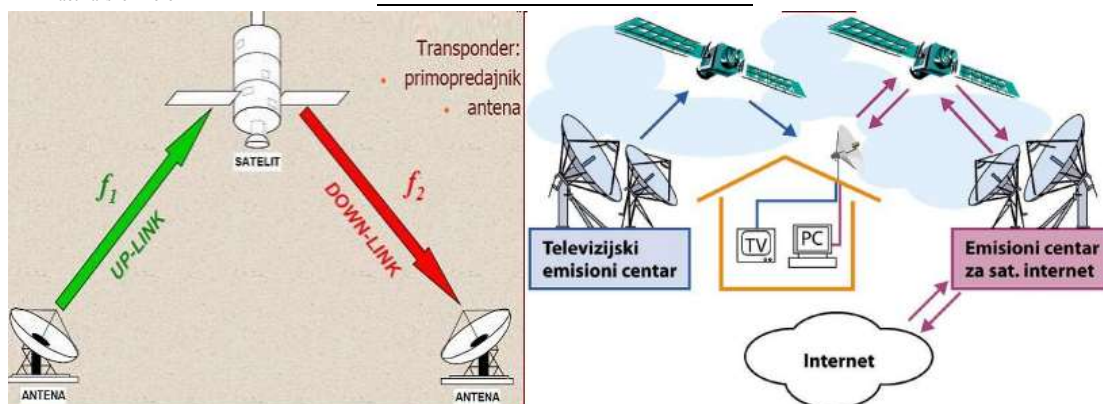 Transponder:
• primopredajnik
• antena
SATELIT
f₁
UP-LINK
f₂
DOWN-LINK
ANTENA
ANTENA
Televizijski
emisioni centar
TV
PC
Emisioni centar
za sat. internet
Internet